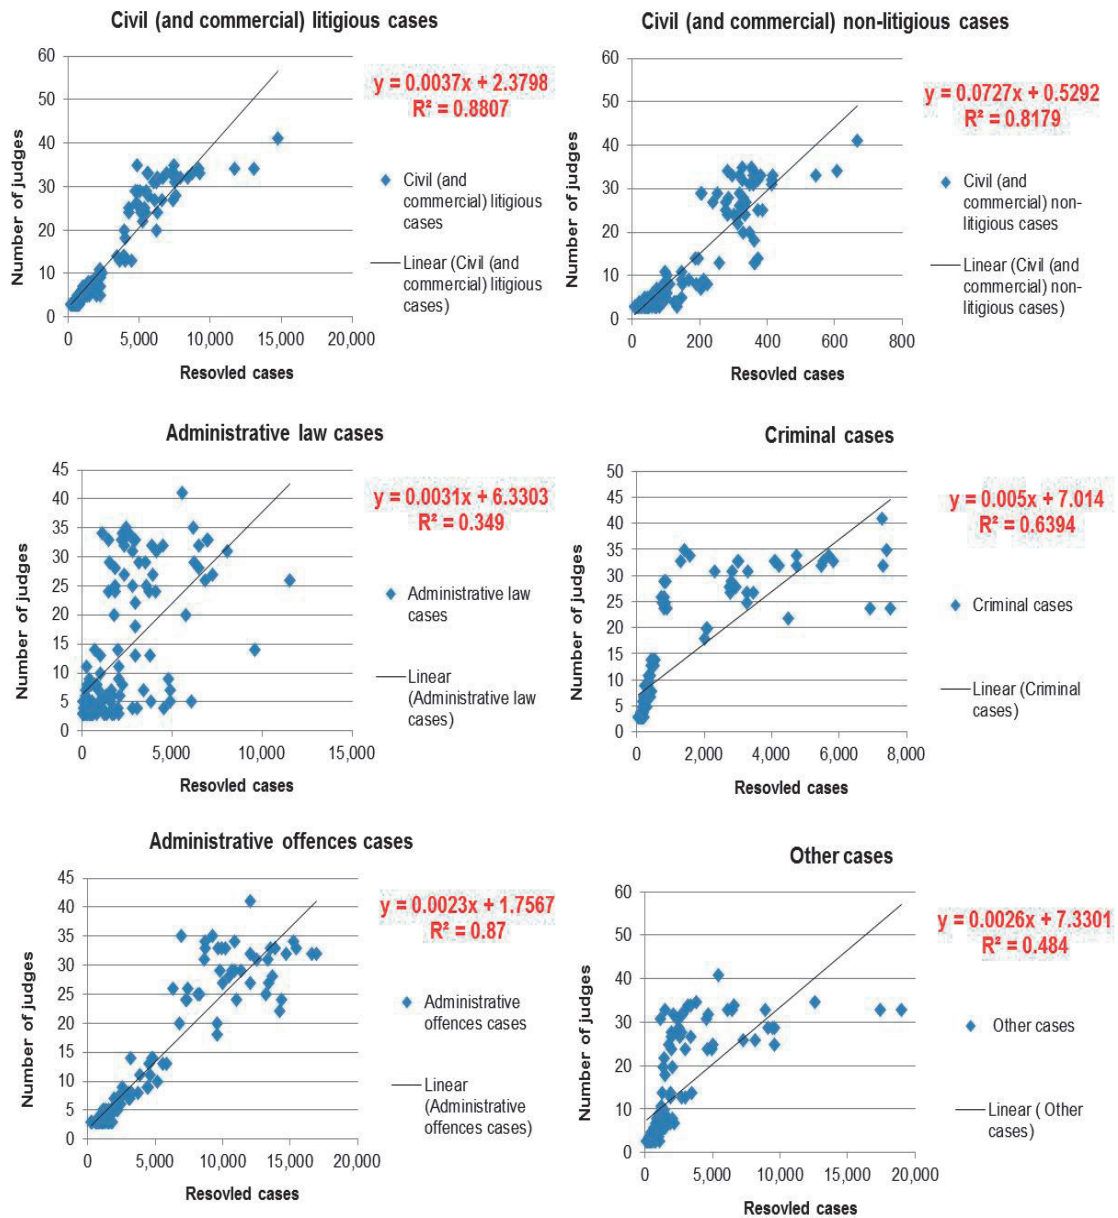 Civil (and commercial) litigious cases
60
50
40
30
20
10
0
Number of judges
0 5,000 10,000 15,000 20,000
Resovled cases
y = 0.0037x + 2.3798
R² = 0.8807
Civil (and
commercial) litigious
cases
Linear (Civil (and
commercial) litigious
cases)
Civil (and commercial) non-litigious cases
60
50
40
30
20
10
0
Number of judges
0 200 400 600 800
Resovled cases
y = 0.0727x + 0.5292
R² = 0.8179
Civil (and
commercial) non-
litigious cases
Linear (Civil (and
commercial) non-
litigious cases)
Administrative law cases
45
40
35
30
25
20
15
10
5
0
Number of judges
0 5,000 10,000 15,000
Resovled cases
y = 0.0031x + 6.3303
R² = 0.349
Administrative law
cases
Linear
(Administrative law
cases)
Criminal cases
50
45
40
35
30
25
20
15
10
5
0
Number of judges
0 2,000 4,000 6,000 8,000
Resovled cases
y = 0.005x + 7.014
R² = 0.6394
Criminal cases
Linear (Criminal
cases)
Administrative offences cases
45
40
35
30
25
20
15
10
5
0
Number of judges
0 5,000 10,000 15,000 20,000
Resovled cases
y = 0.0023x + 1.7567
R² = 0.87
Administrative
offences cases
Linear
(Administrative
offences cases)
Other cases
60
50
40
30
20
10
0
Number of judges
0 5,000 10,000 15,000 20,000
Resovled cases
y = 0.0026x + 7.3301
R² = 0.484
Other cases
Linear ( Other
cases)